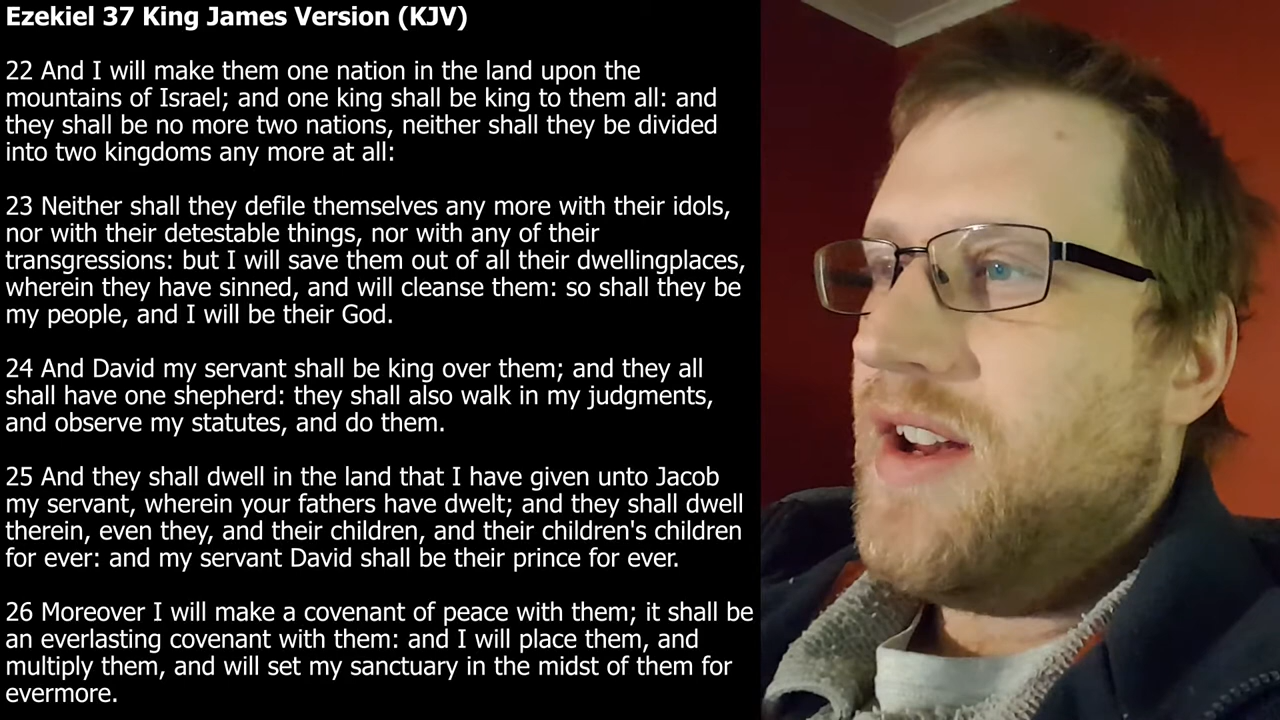 Ezekiel 37 King James Version (KJV)
22 And I will make them one nation in the land upon the
mountains of Israel; and one king shall be king to them all: and
they shall be no more two nations, neither shall they be divided
into two kingdoms any more at all:
23 Neither shall they defile themselves any more with their idols,
nor with their detestable things, nor with any of their
transgressions: but I will save them out of all their dwellingplaces,
wherein they have sinned, and will cleanse them: so shall they be
my people, and I will be their God.
24 And David my servant shall be king over them; and they all
shall have one shepherd: they shall also walk in my judgments,
and observe my statutes, and do them.
25 And they shall dwell in the land that I have given unto Jacob
my servant, wherein your fathers have dwelt; and they shall dwell
therein, even they, and their children, and their children's children
for ever: and my servant David shall be their prince for ever.
26 Moreover I will make a covenant of peace with them; it shall be
an everlasting covenant with them: and I will place them, and
multiply them, and will set my sanctuary in the midst of them for
evermore.